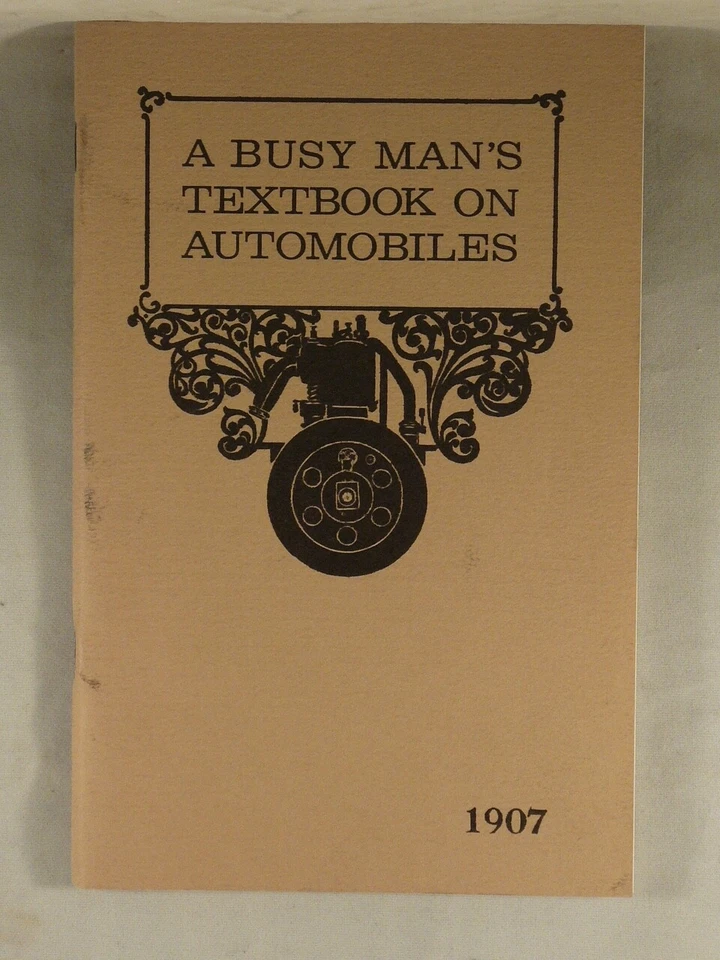 A BUSY MAN'S
TEXTBOOK ON
AUTOMOBILES
1907